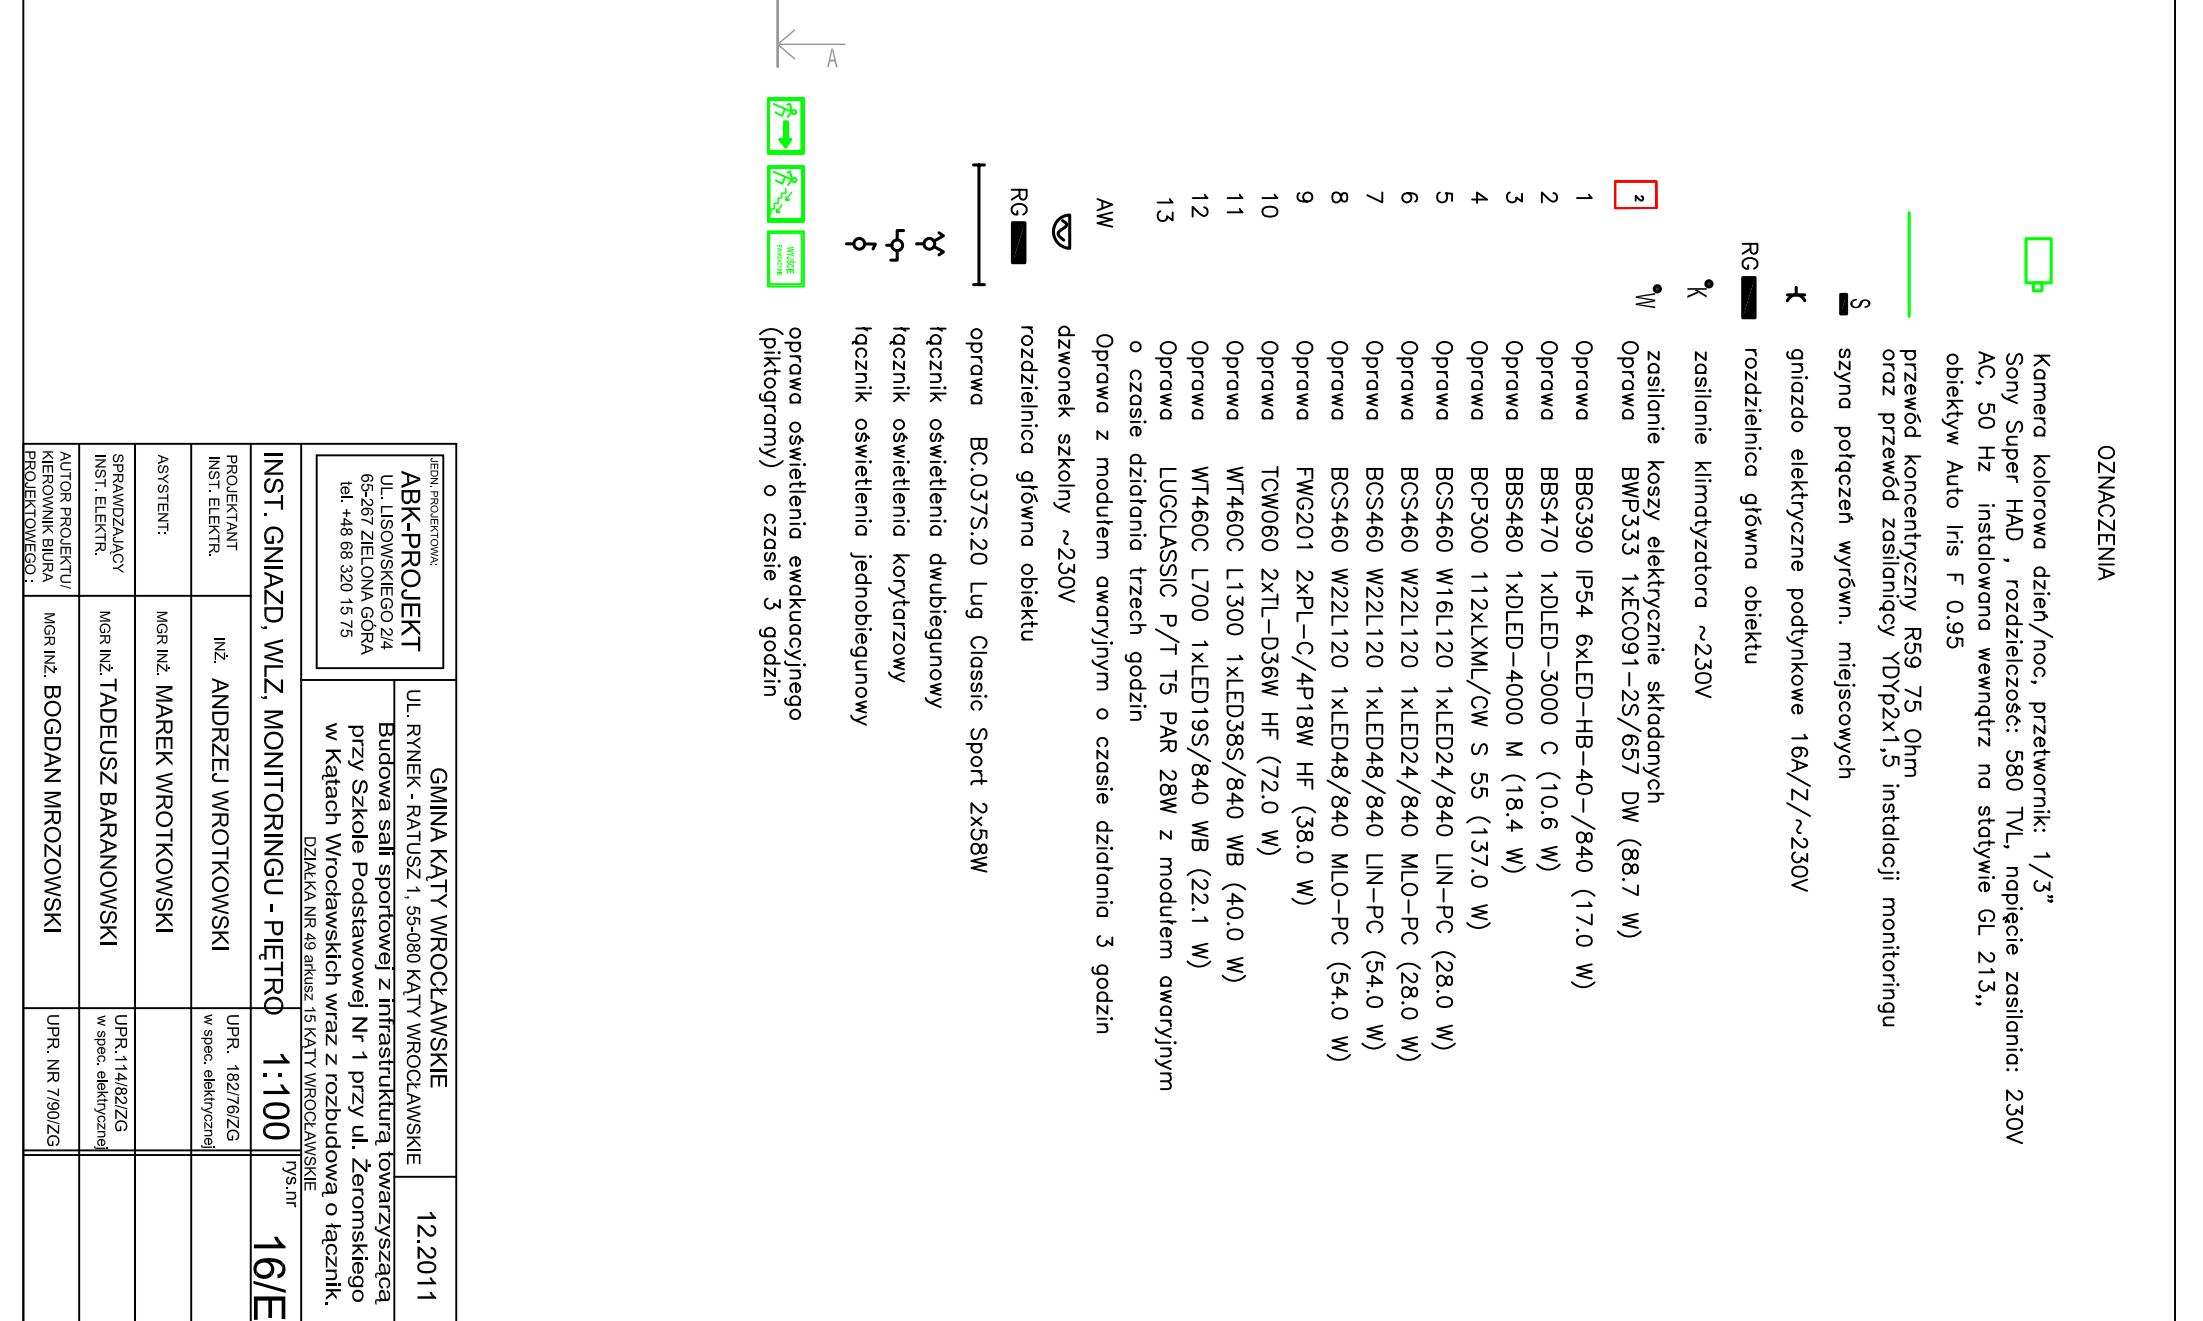 OZNACZENIA
Kamera kolorowa dzień/noc, przetwornik: 1/3"
Sony Super HAD , rozdzielczość: 580 TVL, napięcie zasilania: 230V
AC, 50 Hz instalowana wewnątrz na statywie GL 213,,
obiektyw Auto Iris F 0.95
przewód koncentryczny R59 75 Ohm
oraz przewód zasilaniący YDYp2x1,5 instalacji monitoringu
S szyna połączeń wyrówn. miejscowych
gniazdo elektryczne podtynkowe 16A/Z/~230V
RG rozdzielnica główna obiektu
K zasilanie klimatyzatora ~230V
W zasilanie koszy elektrycznie składanych
2 Oprawa BWP333 1xECO91-2S/657 DW (88.7 W)
1 Oprawa BBG390 IP54 6xLED-HB-40-/840 (17.0 W)
2 Oprawa BBS470 1xDLED-3000 C (10.6 W)
3 Oprawa BBS480 1xDLED-4000 M (18.4 W)
4 Oprawa BCP300 112xLXML/CW S 55 (137.0 W)
5 Oprawa BCS460 W16L120 1xLED24/840 LIN-PC (28.0 W)
6 Oprawa BCS460 W22L120 1xLED24/840 MLO-PC (28.0 W)
7 Oprawa BCS460 W22L120 1xLED48/840 LIN-PC (54.0 W)
8 Oprawa BCS460 W22L120 1xLED48/840 MLO-PC (54.0 W)
9 Oprawa FWG201 2xPL-C/4P18W HF (38.0 W)
10 Oprawa TCW060 2xTL-D36W HF (72.0 W)
11 Oprawa WT460C L1300 1xLED38S/840 WB (40.0 W)
12 Oprawa WT460C L700 1xLED19S/840 WB (22.1 W)
13 Oprawa LUGCLASSIC P/T T5 PAR 28W z modułem awaryjnym
o czasie działania trzech godzin
AW Oprawa z modułem awaryjnym o czasie działania 3 godzin
dzwonek szkolny ~230V
RG rozdzielnica główna obiektu
oprawa BC.037S.20 Lug Classic Sport 2x58W
łącznik oświetlenia dwubiegunowy
łącznik oświetlenia korytarzowy
łącznik oświetlenia jednobiegunowy
WYJŚCIE
EWAKUACYJNE
oprawa oświetlenia ewakuacyjnego
(piktogramy) o czasie 3 godzin
A
JEDN. PROJEKTOWA:
ABK-PROJEKT
UL. LISOWSKIEGO 2/4
65-267 ZIELONA GÓRA
tel. +48 68 320 15 75
GMINA KĄTY WROCŁAWSKIE
UL. RYNEK - RATUSZ 1, 55-080 KĄTY WROCŁAWSKIE
12.2011
Budowa sali sportowej z infrastrukturą towarzyszącą
przy Szkole Podstawowej Nr 1 przy ul. Żeromskiego
w Kątach Wrocławskich wraz z rozbudową o łącznik.
DZIAŁKA NR 49 arkusz 15 KĄTY WROCŁAWSKIE
INST. GNIAZD, WLZ, MONITORINGU - PIĘTRO
1:100
rys.nr
16/E
PROJEKTANT
INST. ELEKTR.
INŻ. ANDRZEJ WROTKOWSKI
UPR. 182/76/ZG
w spec. elektrycznej
ASYSTENT:
MGR INŻ. MAREK WROTKOWSKI
SPRAWDZAJĄCY
INST. ELEKTR.
MGR INŻ. TADEUSZ BARANOWSKI
UPR.114/82/ZG
w spec. elektrycznej
AUTOR PROJEKTU/
KIEROWNIK BIURA
PROJEKTOWEGO :
MGR INŻ. BOGDAN MROZOWSKI
UPR. NR 7/90/ZG